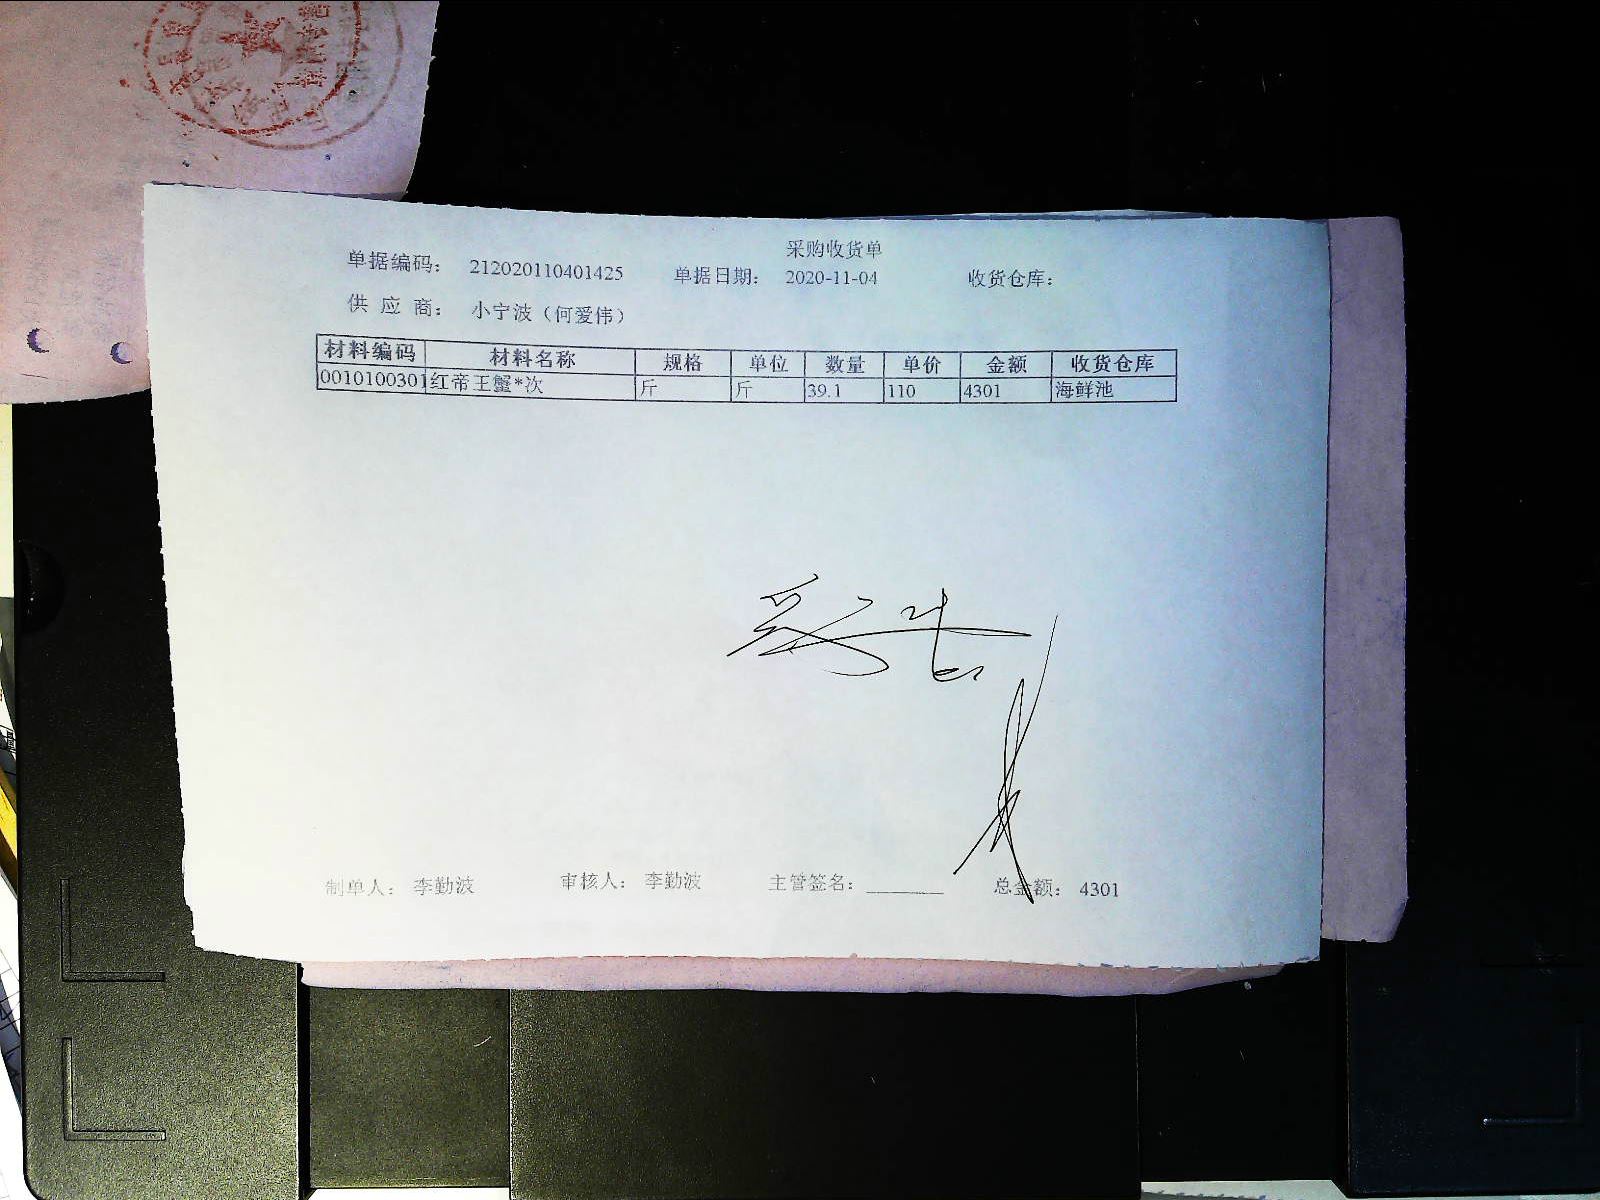 采购收货单
单据编码： 212020110401425 单据日期： 2020-11-04 收货仓库：
供 应 商： 小宁波（何爱伟）
材料编码 材料名称 规格 单位 数量 单价 金额 收货仓库
0010100301 红帝王蟹*次 斤 斤 39.1 110 4301 海鲜池
制单人： 李勤波 审核人： 李勤波 主管签名：________ 总金额： 4301